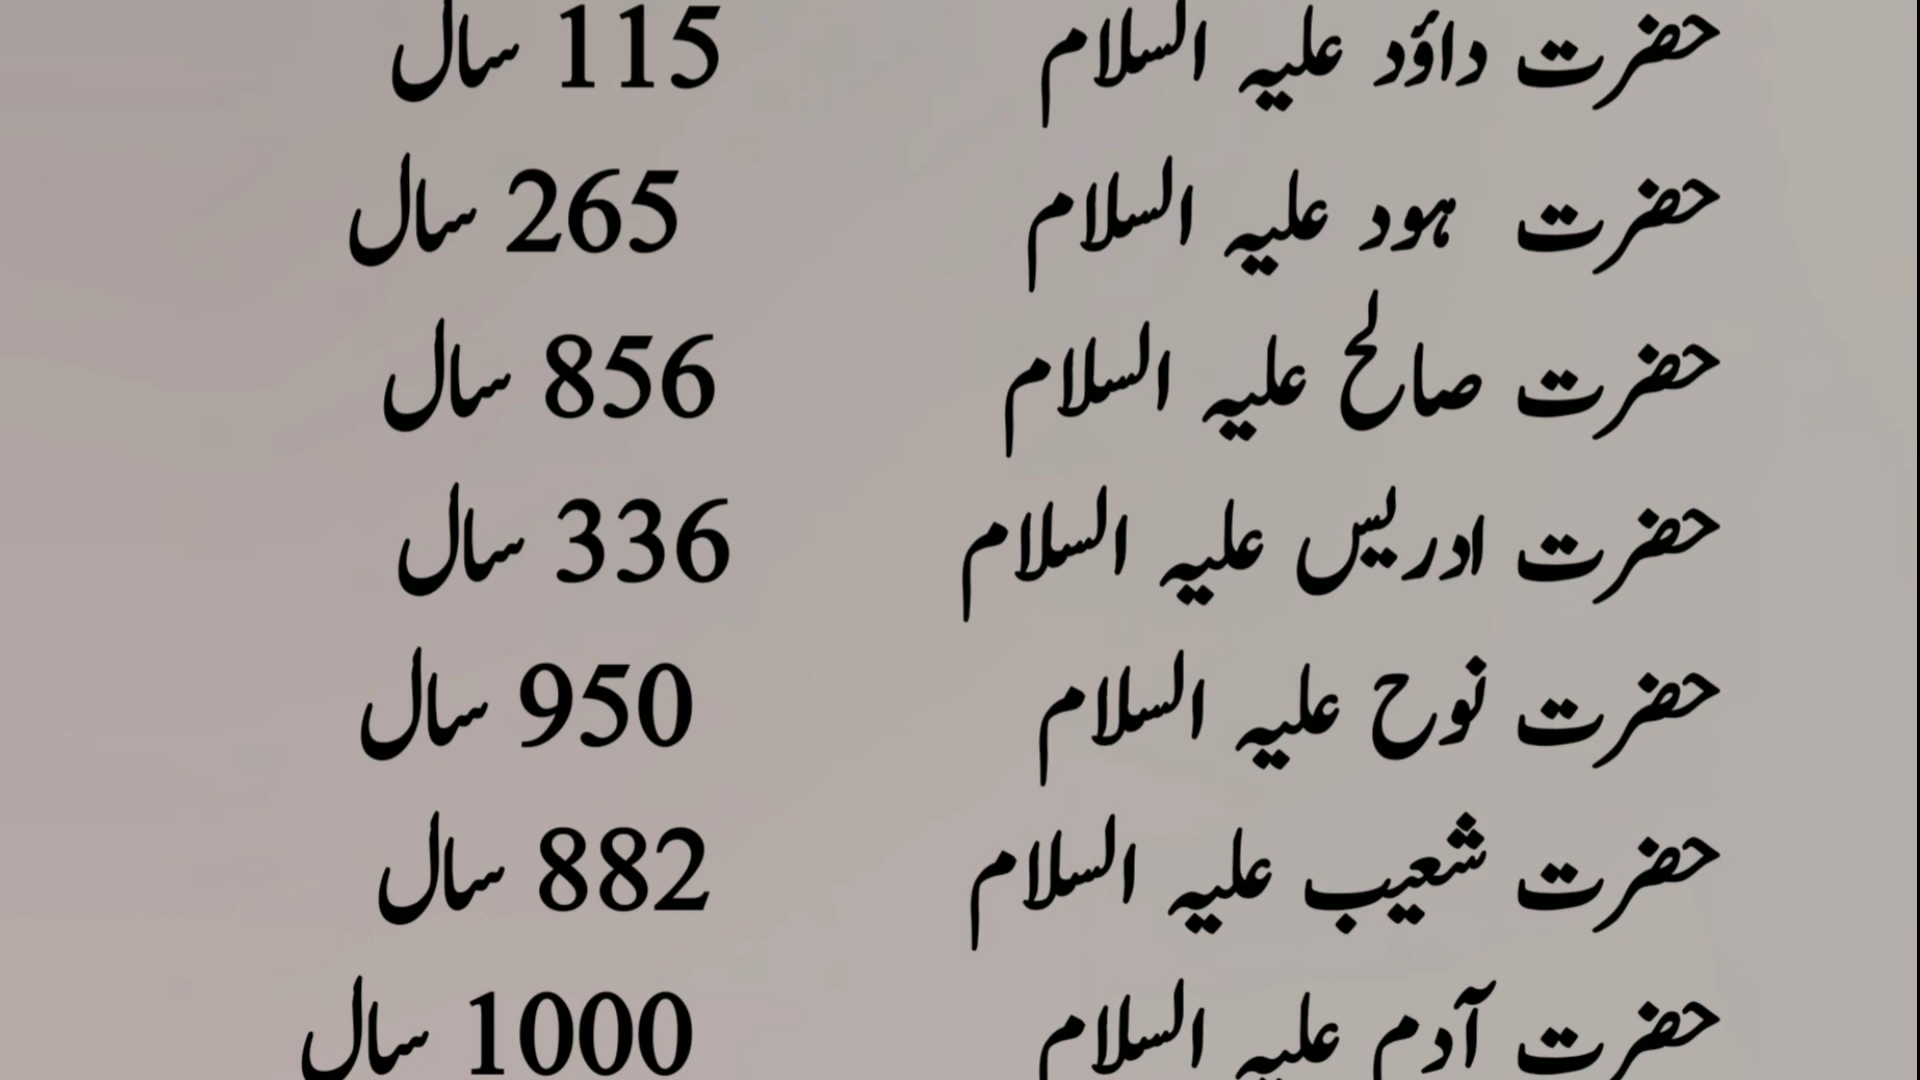 حضرت داؤد علیہ السلام 115 سال
حضرت ہود علیہ السلام 265 سال
حضرت صالح علیہ السلام 856 سال
حضرت ادریس علیہ السلام 336 سال
حضرت نوح علیہ السلام 950 سال
حضرت شعیب علیہ السلام 882 سال
حضرت آدم علیہ السلام 1000 سال